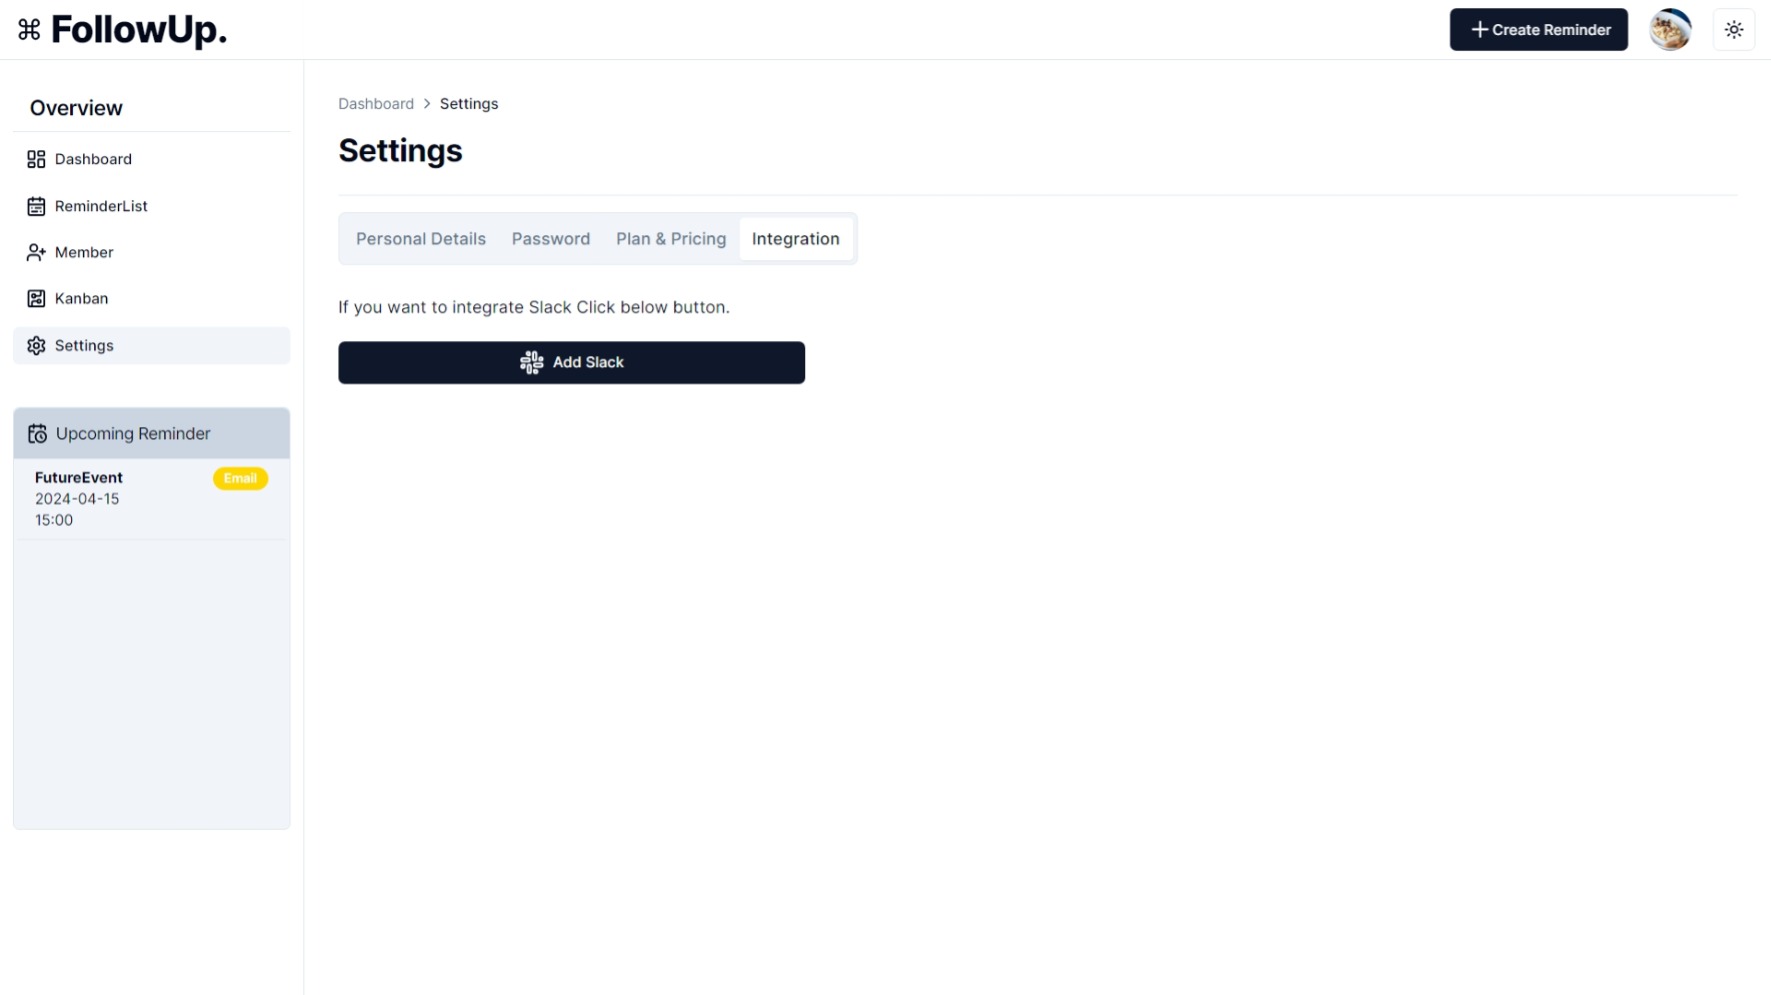 FollowUp.
Create Reminder
Overview
Dashboard
ReminderList
Member
Kanban
Settings
Upcoming Reminder
FutureEvent
Email
2024-04-15
15:00
Dashboard > Settings
Settings
Personal Details
Password
Plan & Pricing
Integration
If you want to integrate Slack Click below button.
Add Slack